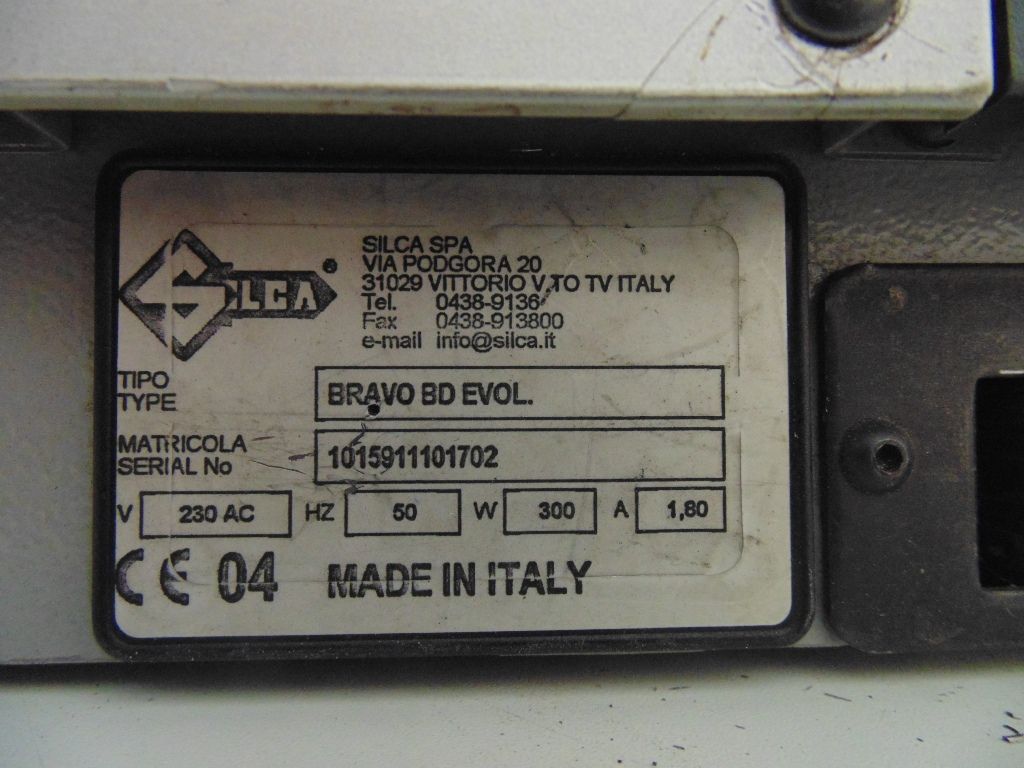 SILCA®
SILCA SPA
VIA PODGORA 20
31029 VITTORIO V.TO TV ITALY
Tel. 0438-9136
Fax 0438-913800
e-mail info@silca.it
TIPO
TYPE
BRAVO BD EVOL.
MATRICOLA
SERIAL No
1015911101702
V 230 AC HZ 50 W 300 A 1,80
CE 04 MADE IN ITALY